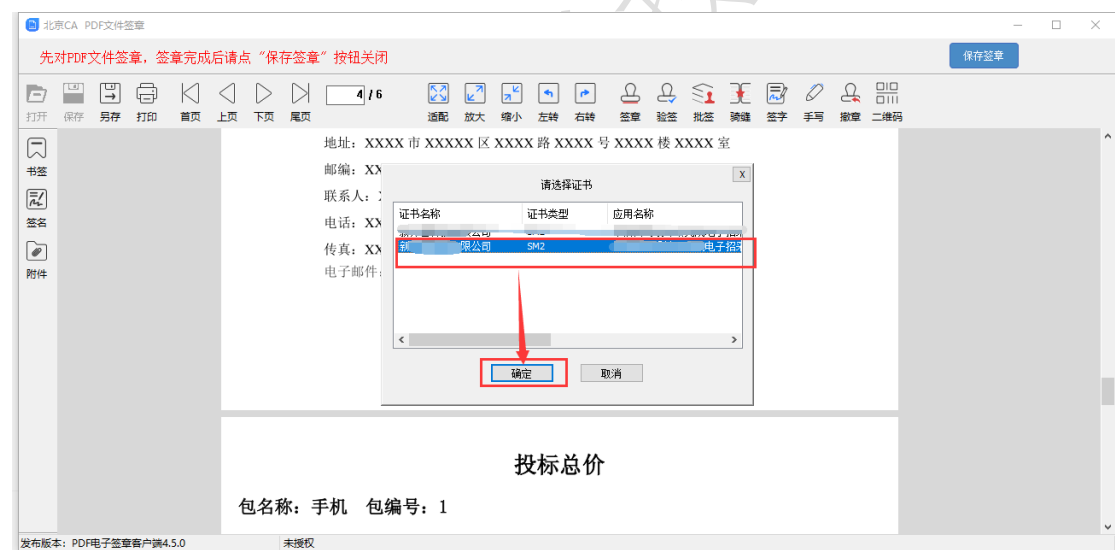 北京CA PDF文件签章
先对PDF文件签章，签章完成后请点“保存签章”按钮关闭
保存签章
4 / 6
打开 保存 另存 打印 首页 上页 下页 尾页 适配 放大 缩小 左转 右转 签章 验签 批签 骑缝 签字 手写 撤章 二维码
书签
签名
附件
地址：XXXX 市 XXXXX 区 XXXX 路 XXXX 号 XXXX 楼 XXXX 室
邮编：XX
联系人：
电话：XX
传真：XX
电子邮件
请选择证书
X
证书名称 证书类型 应用名称
新 限公司 SM2 电子招采
确定 取消
投标总价
包名称：手机 包编号：1
发布版本：PDF电子签章客户端4.5.0 未授权